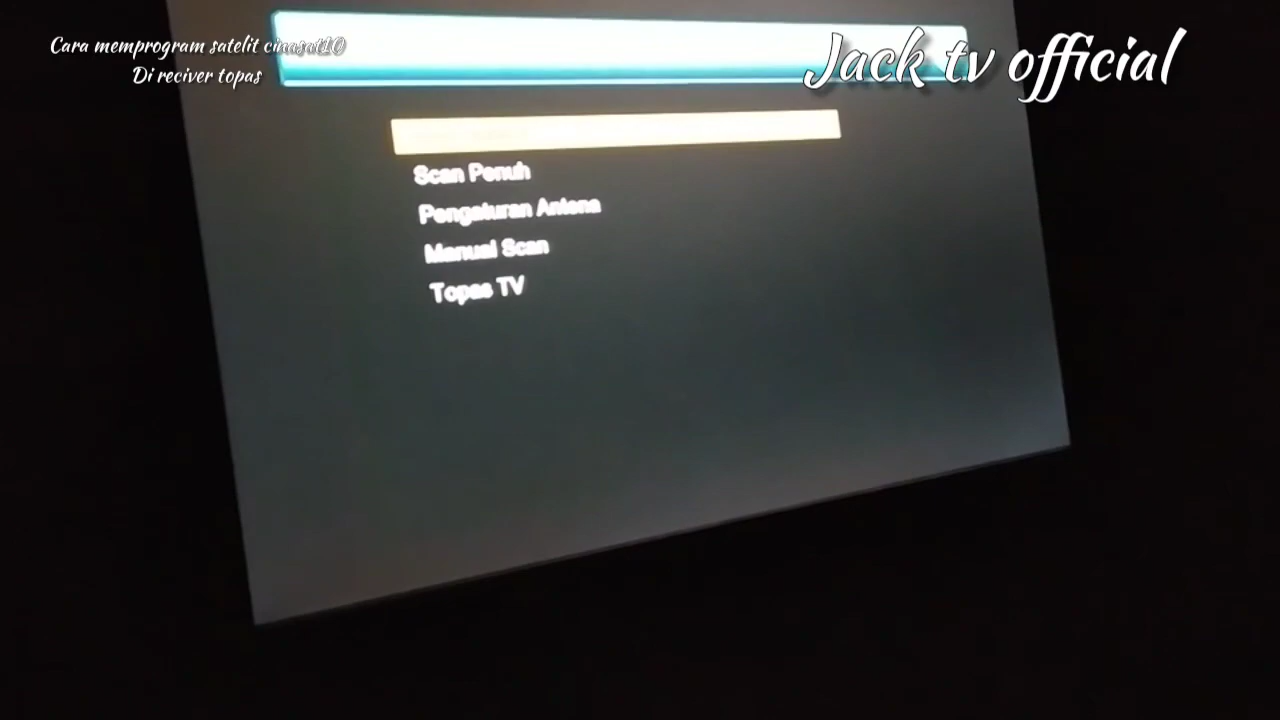 Cara memprogram satelit cinasat10
Di reciver topas
Jack tv official
Scan Penuh
Pengaturan Antena
Manual Scan
Topas TV